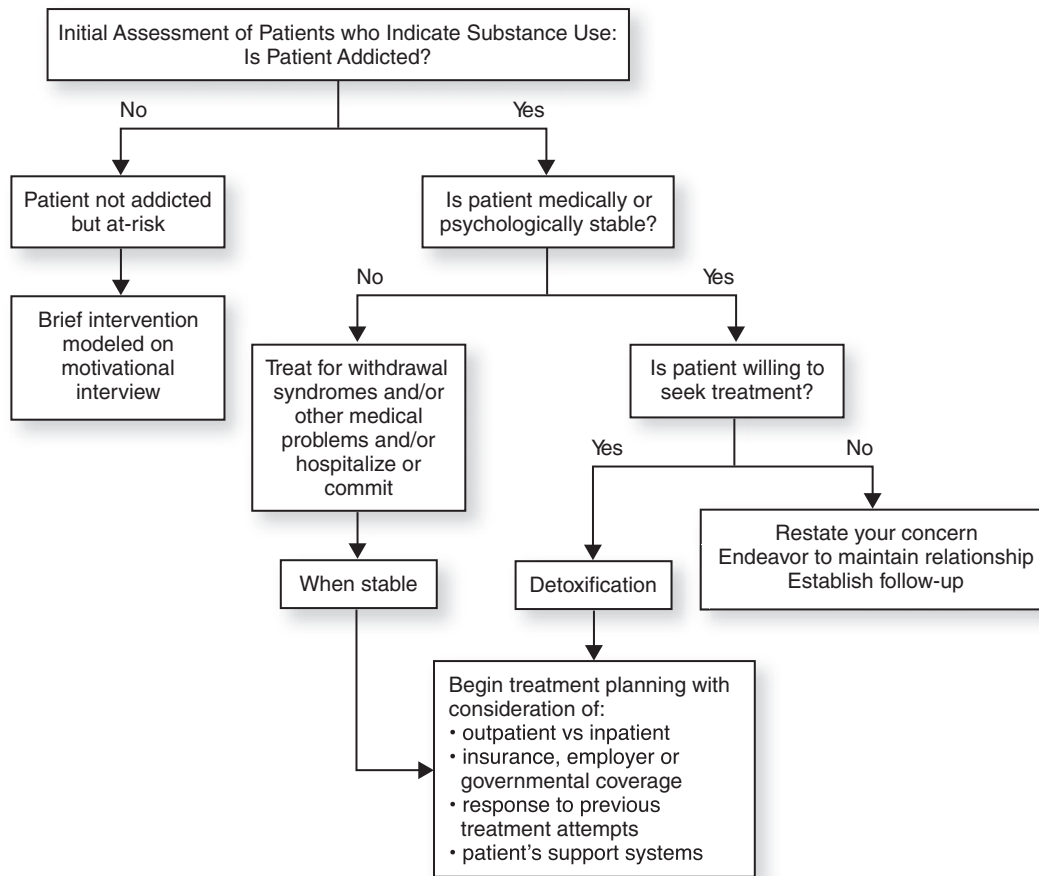 Initial Assessment of Patients who Indicate Substance Use:
Is Patient Addicted?
No
Yes
Patient not addicted
but at-risk
Is patient medically or
psychologically stable?
Brief intervention
modeled on
motivational
interview
No
Yes
Treat for withdrawal
syndromes and/or
other medical
problems and/or
hospitalize or
commit
Is patient willing to
seek treatment?
Yes
No
When stable
Detoxification
Restate your concern
Endeavor to maintain relationship
Establish follow-up
Begin treatment planning with
consideration of:
• outpatient vs inpatient
• insurance, employer or
governmental coverage
• response to previous
treatment attempts
• patient's support systems